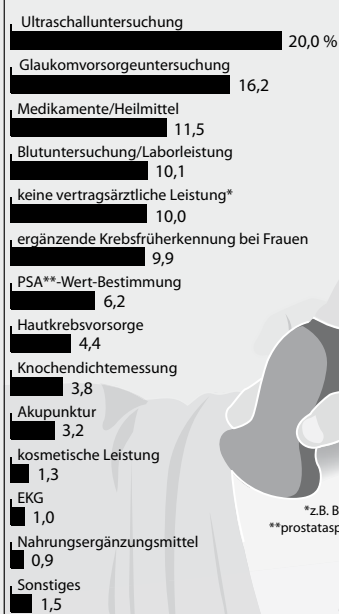 Ultraschalluntersuchung
20,0 %
Glaukomvorsorgeuntersuchung
16,2
Medikamente/Heilmittel
11,5
Blutuntersuchung/Laborleistung
10,1
keine vertragsärztliche Leistung*
10,0
ergänzende Krebsfrüherkennung bei Frauen
9,9
PSA**-Wert-Bestimmung
6,2
Hautkrebsvorsorge
4,4
Knochendichtemessung
3,8
Akupunktur
3,2
kosmetische Leistung
1,3
EKG
1,0
*z.B. B
**prostatasp
Nahrungsergänzungsmittel
0,9
Sonstiges
1,5